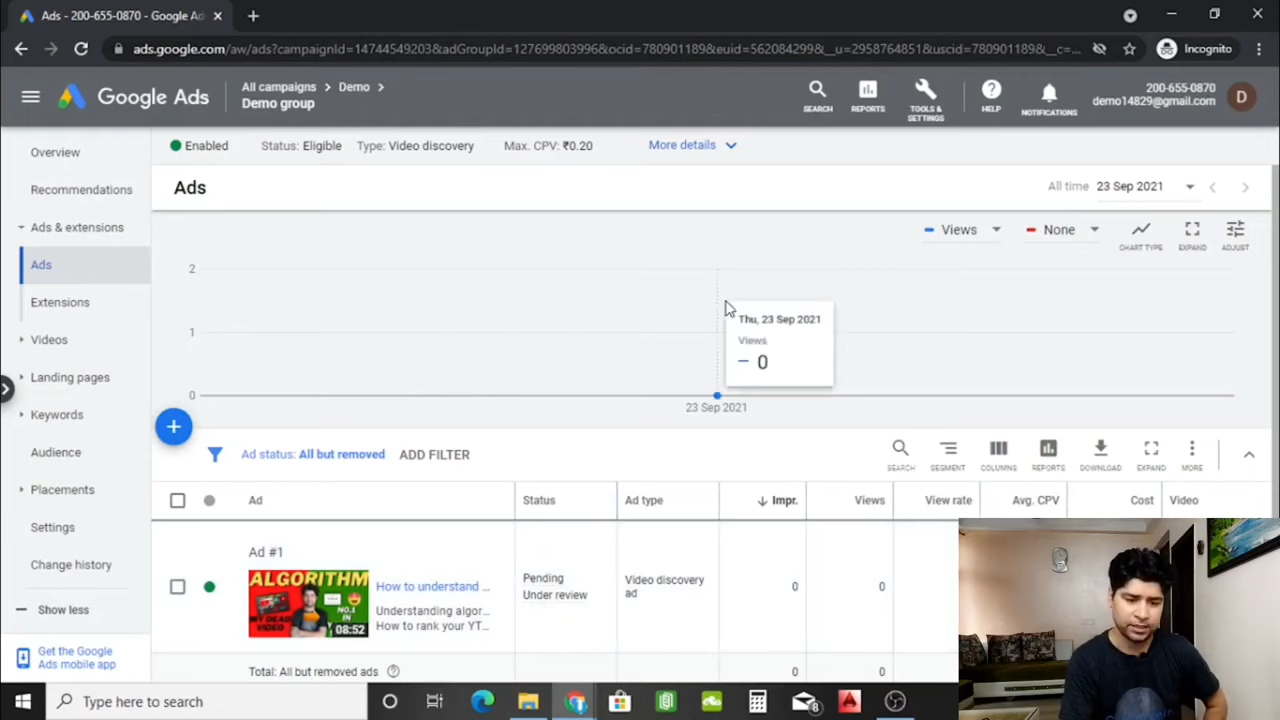 Ads - 200-655-0870 - Google Ads
ads.google.com/aw/ads?campaignId=14744549203&adGroupId=127699803996&ocid=780901189&euid=562084299&__u=2958764851&uscid=780901189&__c=...
Incognito
Google Ads
All campaigns > Demo >
Demo group
SEARCH
REPORTS
TOOLS &
SETTINGS
HELP
NOTIFICATIONS
200-655-0870
demo14829@gmail.com
D
Enabled Status: Eligible Type: Video discovery Max. CPV: ₹0.20 More details
Overview
Recommendations
Ads & extensions
Ads
Extensions
Videos
Landing pages
Keywords
Audience
Placements
Settings
Change history
Show less
Get the Google
Ads mobile app
Ads
All time 23 Sep 2021
Views
None
CHART TYPE
EXPAND
ADJUST
2
1
0
Thu, 23 Sep 2021
Views
0
23 Sep 2021
Ad status: All but removed ADD FILTER
SEARCH
SEGMENT
COLUMNS
REPORTS
DOWNLOAD
EXPAND
MORE
Ad Status Ad type Impr. Views View rate Avg. CPV Cost Video
Ad #1
ALGORITHM
MY DEAD VIDEO
NO.1
IN
08:52
How to understand ...
Understanding algor...
How to rank your YT...
Pending
Under review
Video discovery
ad
0
0
Total: All but removed ads
0
0
Type here to search
8